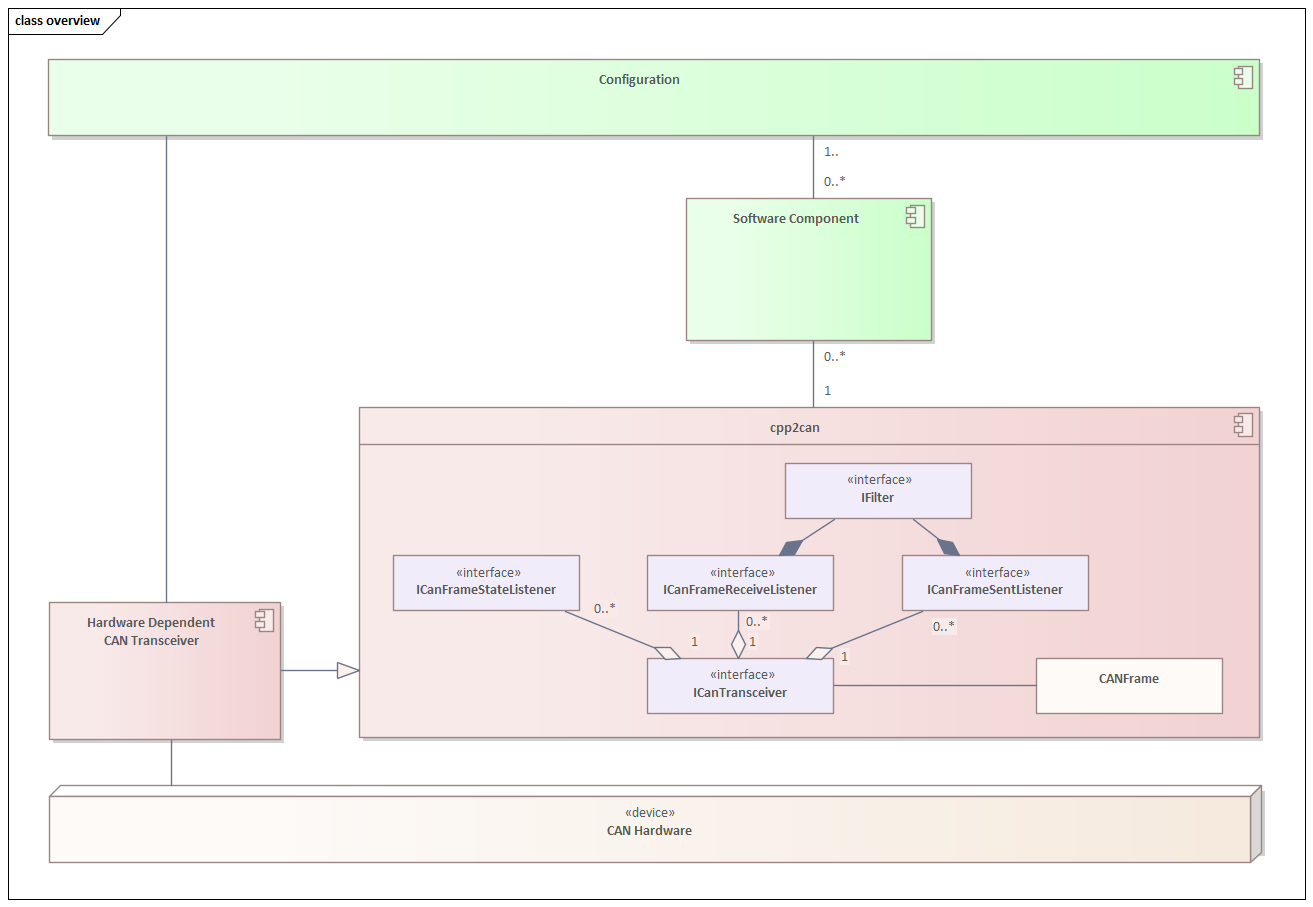 class overview
Configuration
1..
0..*
Software Component
0..*
1
cpp2can
«interface»
IFilter
«interface»
ICanFrameStateListener
«interface»
ICanFrameReceiveListener
«interface»
ICanFrameSentListener
0..*
0..*
0..*
1
1
1
Hardware Dependent
CAN Transceiver
«interface»
ICanTransceiver
CANFrame
«device»
CAN Hardware